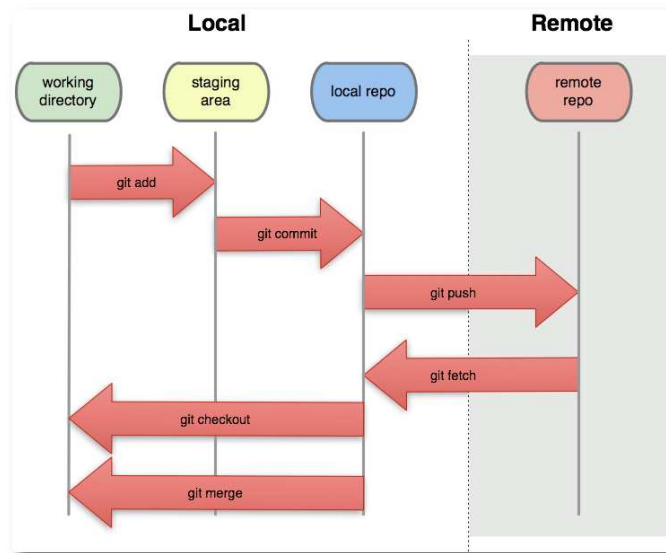 Local
Remote
working
directory
staging
area
local repo
remote
repo
git add
git commit
git push
git fetch
git checkout
git merge